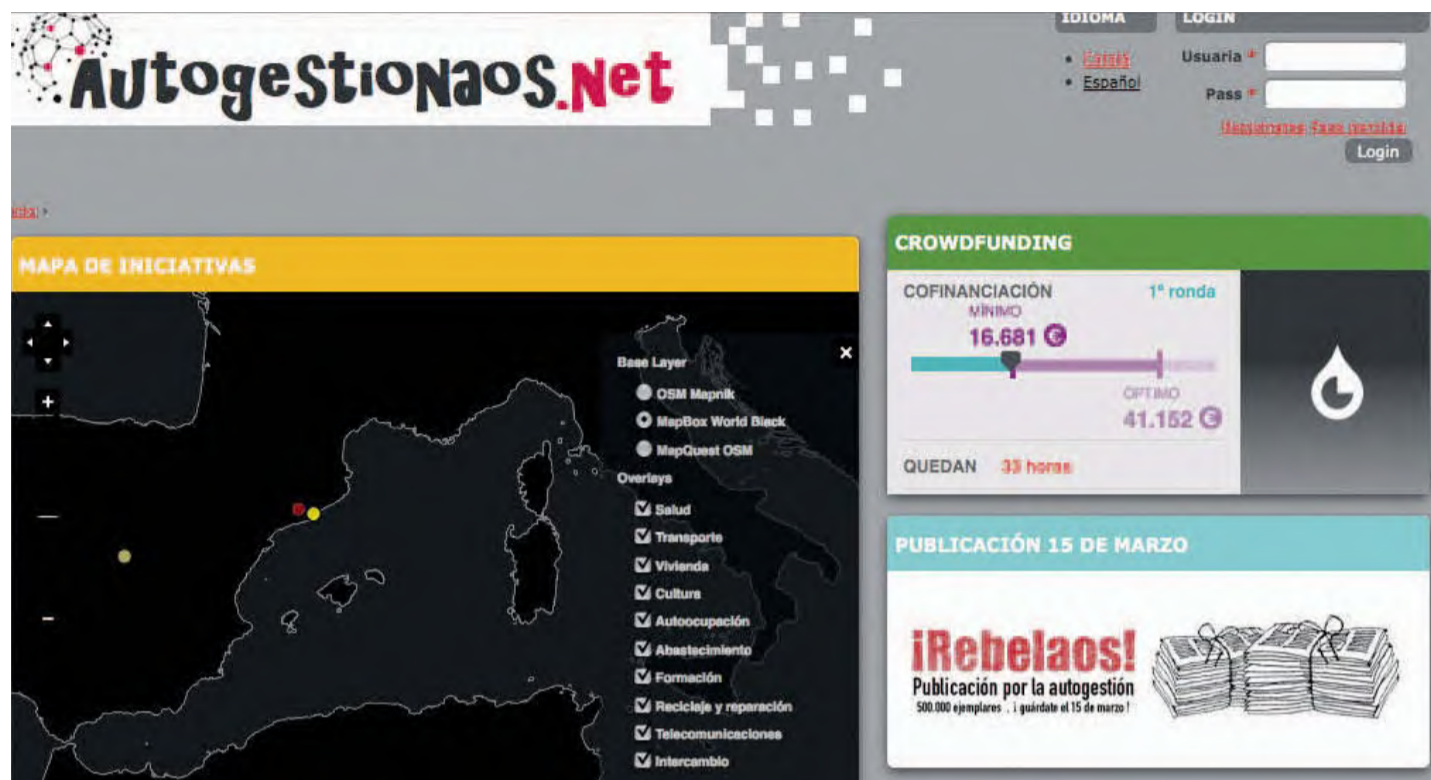 AutogeStioNaoS.Net
IDIOMA
Català
Español
LOGIN
Usuaria *
Pass *
Login
MAPA DE INICIATIVAS
Base Layer
OSM Mapnik
MapBox World Black
MapQuest OSM
Overlays
Salud
Transporte
Vivienda
Cultura
Autoocupación
Abastecimiento
Formación
Reciclaje y reparación
Telecomunicaciones
Intercambio
CROWDFUNDING
COFINANCIACIÓN 1ª ronda
MÍNIMO
16.681 €
ÓPTIMO
41.152 €
QUEDAN 33 horas
PUBLICACIÓN 15 DE MARZO
¡Rebelaos!
Publicación por la autogestión
500.000 ejemplares , ¡ guárdate el 15 de marzo !